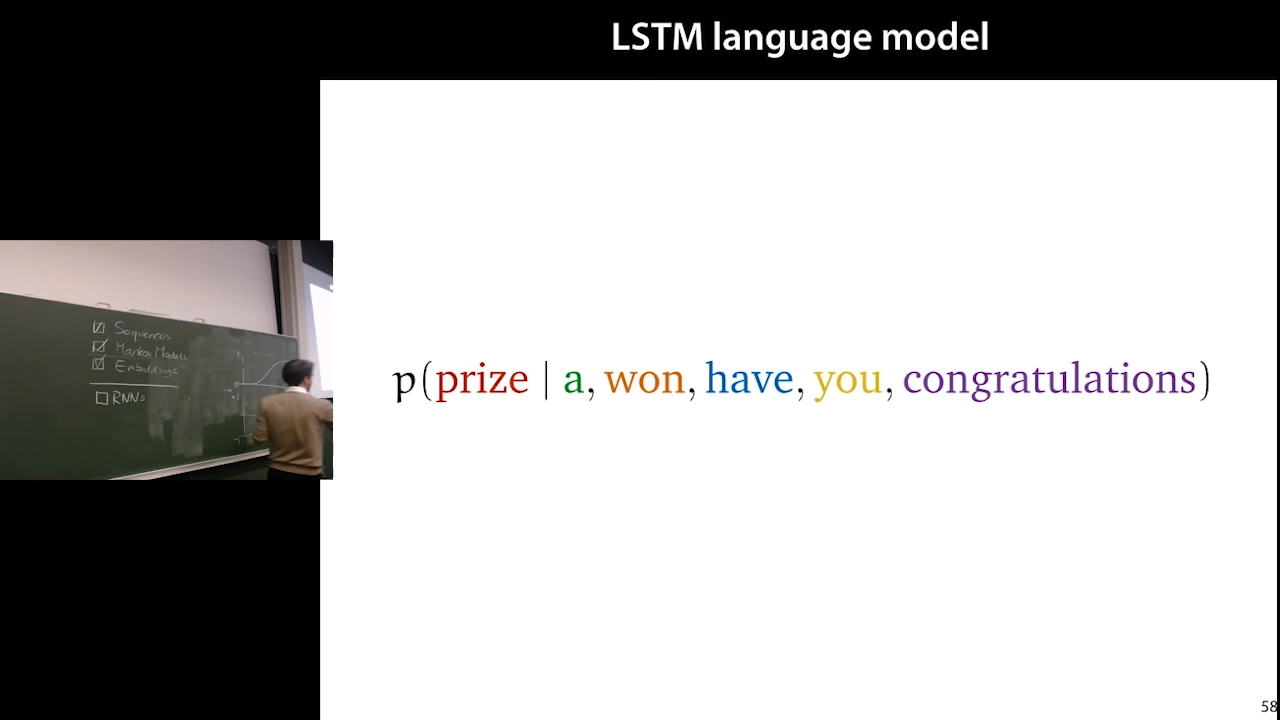 LSTM language model
p(prize | a, won, have, you, congratulations)
Sequences
Markov Models
Embeddings
RNNs
58